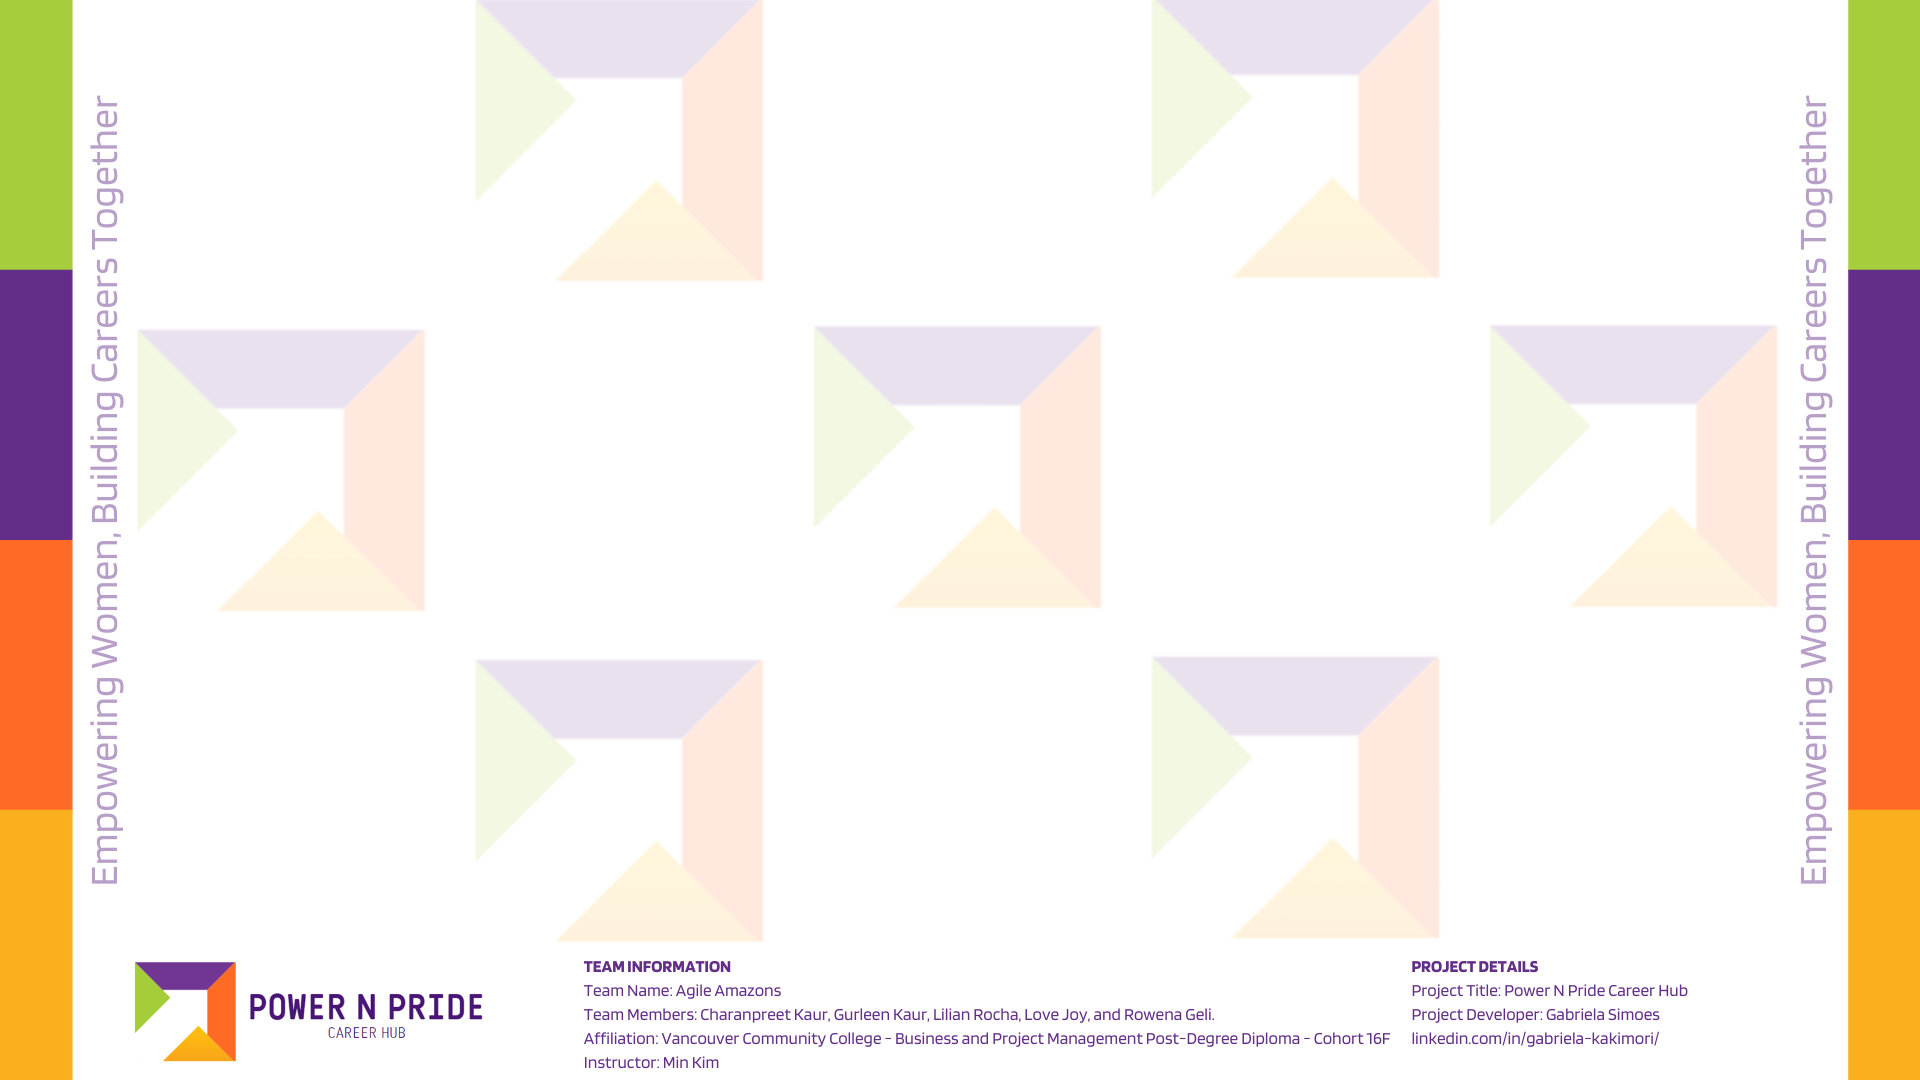 Empowering Women, Building Careers Together
Empowering Women, Building Careers Together
POWER N PRIDE
CAREER HUB
TEAM INFORMATION
Team Name: Agile Amazons
Team Members: Charanpreet Kaur, Gurleen Kaur, Lilian Rocha, Love Joy, and Rowena Geli.
Affiliation: Vancouver Community College - Business and Project Management Post-Degree Diploma - Cohort 16F
Instructor: Min Kim
PROJECT DETAILS
Project Title: Power N Pride Career Hub
Project Developer: Gabriela Simoes
linkedin.com/in/gabriela-kakimori/